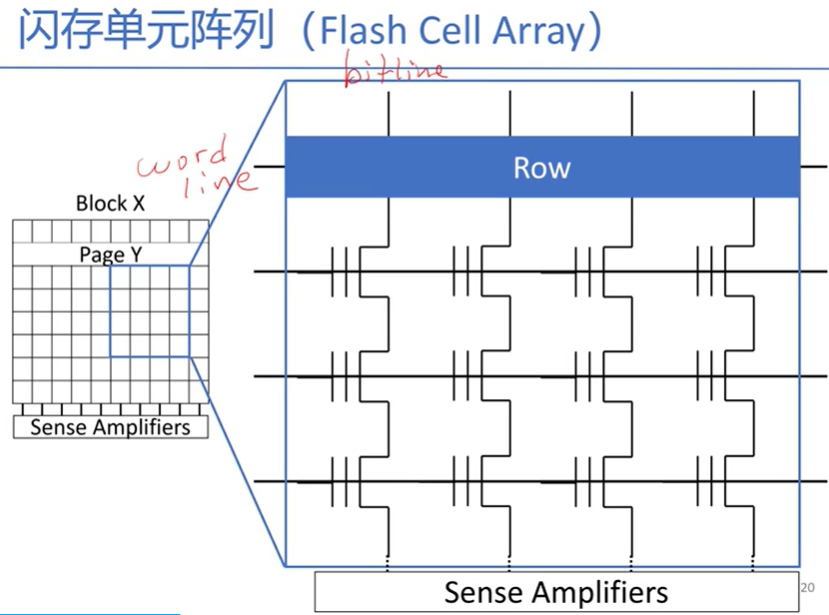 闪存单元阵列（Flash Cell Array）
bitline
word
line
Row
Block X
Page Y
Sense Amplifiers
Sense Amplifiers
20